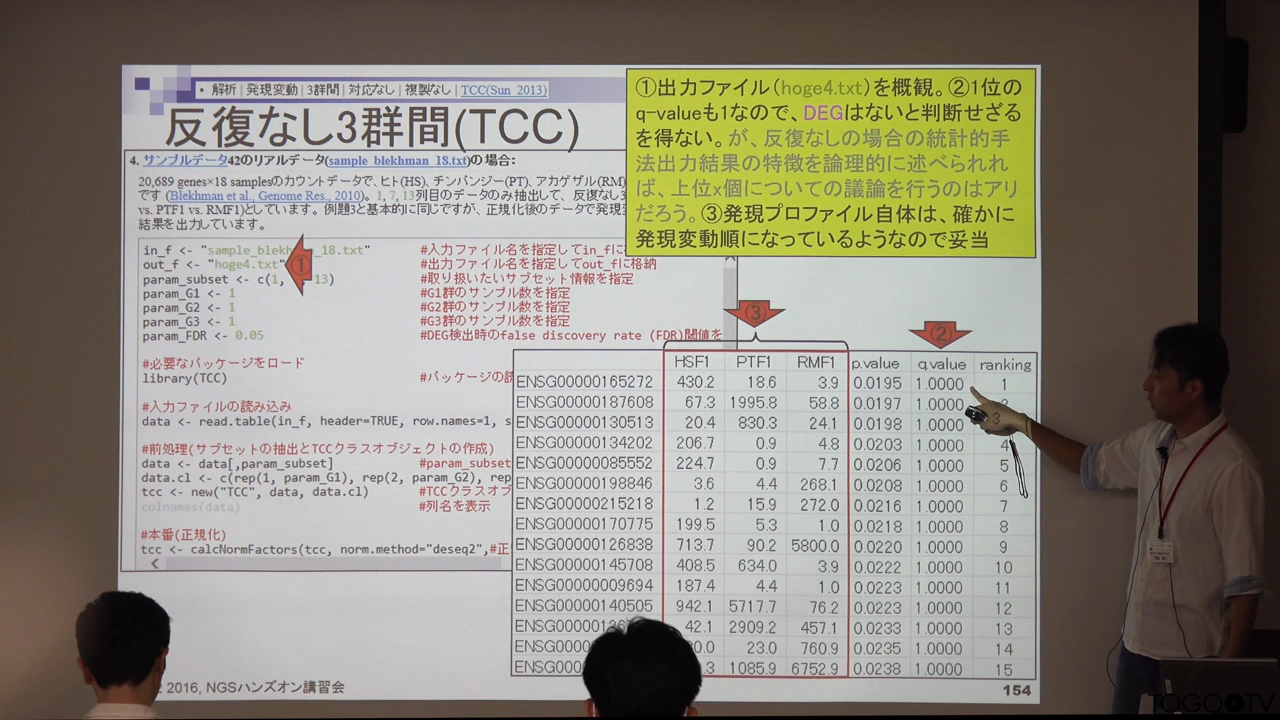 • 解析 | 発現変動 | 3群間 | 対応なし | 複製なし | TCC(Sun_2013)
反復なし3群間(TCC)
①出力ファイル(hoge4.txt)を概観。②1位の
q-valueも1なので、DEGはないと判断せざる
を得ない。が、反復なしの場合の統計的手
法出力結果の特徴を論理的に述べられれ
ば、上位x個についての議論を行うのはアリ
だろう。③発現プロファイル自体は、確かに
発現変動順になっているようなので妥当
4. サンプルデータ42のリアルデータ(sample_blekhman_18.txt)の場合:
20,689 genes×18 samplesのカウントデータで、ヒト(HS), チンパンジー(PT), アカゲザル(RM)
です (Blekhman et al., Genome Res., 2010)。1, 7, 13列目のデータのみ抽出して、反復なし3
vs. PTF1 vs. RMF1)としています。例題3と基本的に同じですが、正規化後のデータで発現
結果を出力しています。
in_f <- "sample_blekh n_18.txt" #入力ファイル名を指定してin_fに
out_f <- "hoge4.txt" ① #出力ファイル名を指定してout_fに格納
param_subset <- c(1, 13) #取り扱いたいサブセット情報を指定
param_G1 <- 1 #G1群のサンプル数を指定
param_G2 <- 1 #G2群のサンプル数を指定
param_G3 <- 1 #G3群のサンプル数を指定
param_FDR <- 0.05 #DEG検出時のfalse discovery rate (FDR)閾値を
#必要なパッケージをロード
library(TCC) #パッケージの読
#入力ファイルの読み込み
data <- read.table(in_f, header=TRUE, row.names=1, s
#前処理(サブセットの抽出とTCCクラスオブジェクトの作成)
data <- data[,param_subset] #param_subset
data.cl <- c(rep(1, param_G1), rep(2, param_G2), rep
tcc <- new("TCC", data, data.cl) #TCCクラスオブ
colnames(data) #列名を表示
#本番(正規化)
tcc <- calcNormFactors(tcc, norm.method="deseq2",#正
③ ②
HSF1 PTF1 RMF1 p.value q.value ranking
ENSG00000165272 430.2 18.6 3.9 0.0195 1.0000 1
ENSG00000187608 67.3 1995.8 58.8 0.0197 1.0000 2
ENSG00000130513 20.4 830.3 24.1 0.0198 1.0000 3
ENSG00000134202 206.7 0.9 4.8 0.0203 1.0000 4
ENSG00000085552 224.7 0.9 7.7 0.0206 1.0000 5
ENSG00000198846 3.6 4.4 268.1 0.0208 1.0000 6
ENSG00000215218 1.2 15.9 272.0 0.0216 1.0000 7
ENSG00000170775 199.5 5.3 1.0 0.0218 1.0000 8
ENSG00000126838 713.7 90.2 5800.0 0.0220 1.0000 9
ENSG00000145708 408.5 634.0 3.9 0.0222 1.0000 10
ENSG00000009694 187.4 4.4 1.0 0.0223 1.0000 11
ENSG00000140505 942.1 5717.7 76.2 0.0223 1.0000 12
ENSG00000 42.1 2909.2 457.1 0.0233 1.0000 13
ENSG000 0.0 23.0 760.9 0.0235 1.0000 14
ENSG000 .3 1085.9 6752.9 0.0238 1.0000 15
2 2016, NGSハンズオン講習会
154
TOGOTV